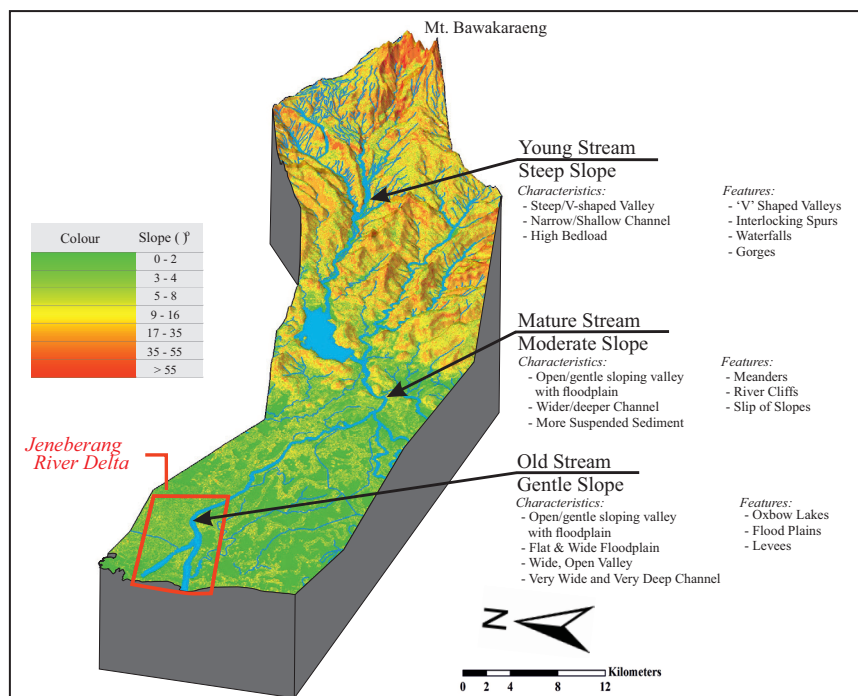 Mt. Bawakaraeng
Young Stream
Steep Slope
Characteristics:
- Steep/V-shaped Valley
- Narrow/Shallow Channel
- High Bedload
Features:
- ‘V’ Shaped Valleys
- Interlocking Spurs
- Waterfalls
- Gorges
Colour Slope ( )°
0 - 2
3 - 4
5 - 8
9 - 16
17 - 35
35 - 55
> 55
Mature Stream
Moderate Slope
Characteristics:
- Open/gentle sloping valley
with floodplain
- Wider/deeper Channel
- More Suspended Sediment
Features:
- Meanders
- River Cliffs
- Slip of Slopes
Jeneberang
River Delta
Old Stream
Gentle Slope
Characteristics:
- Open/gentle sloping valley
with floodplain
- Flat & Wide Floodplain
- Wide, Open Valley
- Very Wide and Very Deep Channel
Features:
- Oxbow Lakes
- Flood Plains
- Levees
N
Kilometers
0 2 4 8 12